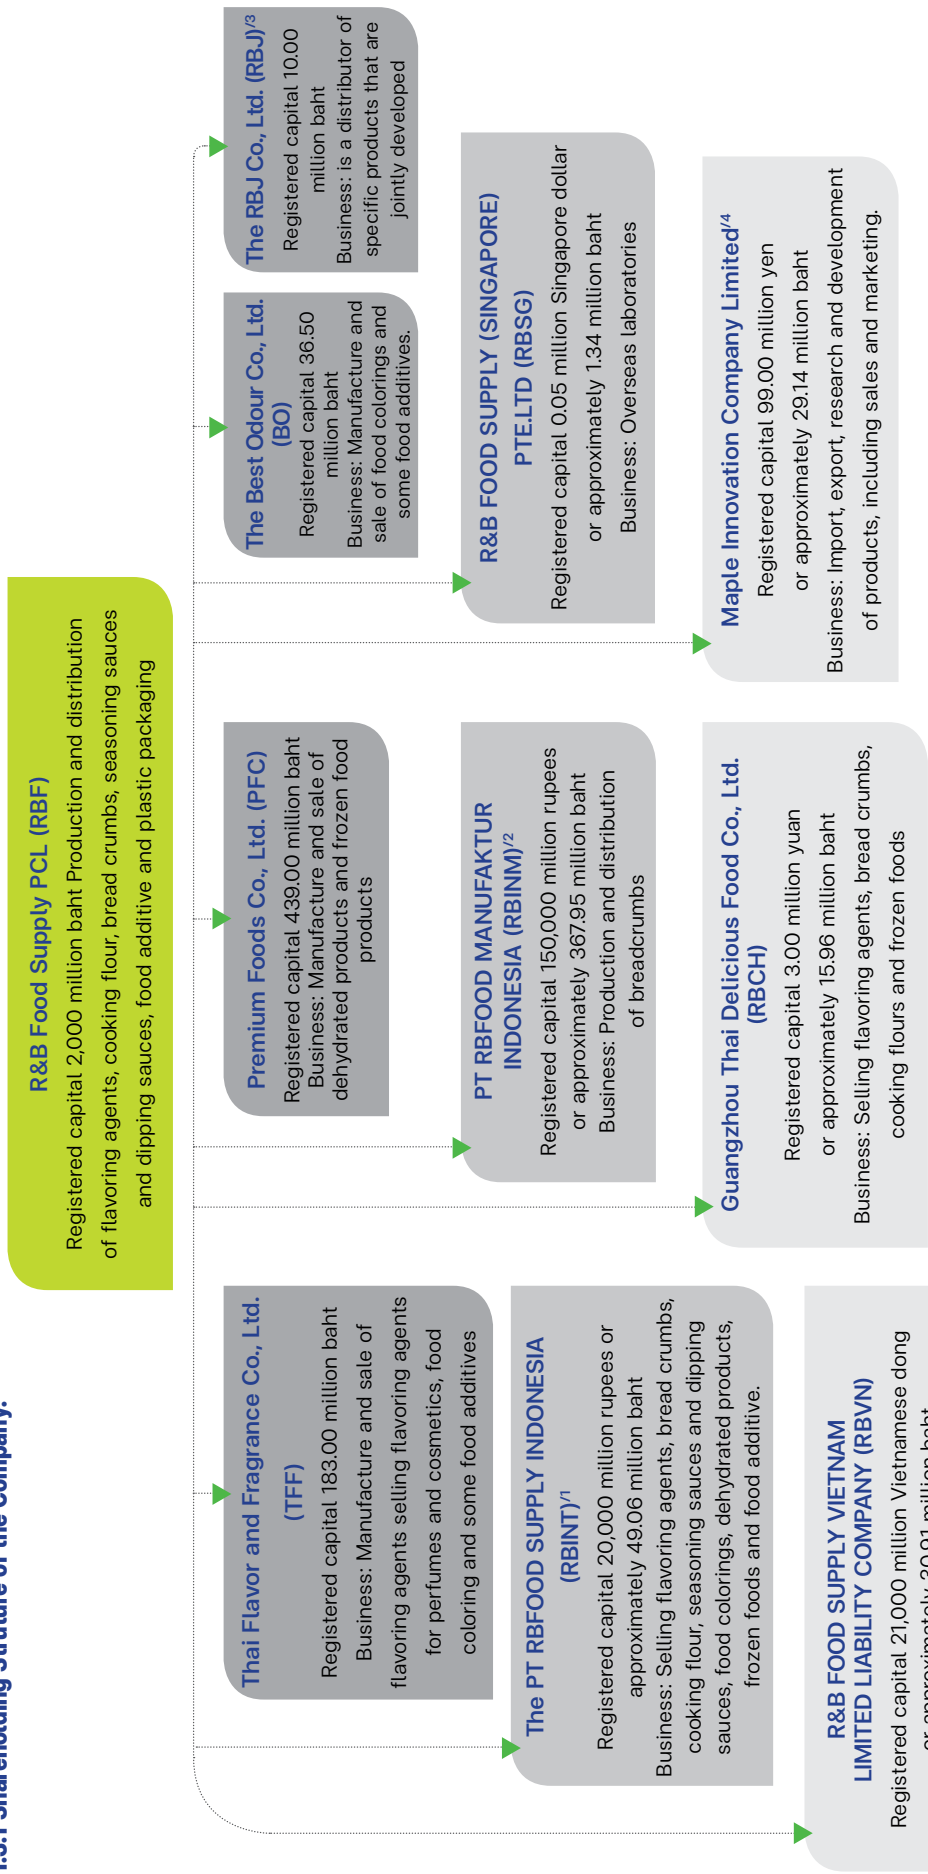 1.3.1 Shareholding Struture of the Company:
R&B Food Supply PCL (RBF)
Registered capital 2,000 million baht Production and distribution
of flavoring agents, cooking flour, bread crumbs, seasoning sauces
and dipping sauces, food additive and plastic packaging
Thai Flavor and Fragrance Co., Ltd.
(TFF)
Registered capital 183.00 million baht
Business: Manufacture and sale of
flavoring agents selling flavoring agents
for perfumes and cosmetics, food
coloring and some food additives
Premium Foods Co., Ltd. (PFC)
Registered capital 439.00 million baht
Business: Manufacture and sale of
dehydrated products and frozen food
products
The Best Odour Co., Ltd.
(BO)
Registered capital 36.50
million baht
Business: Manufacture and
sale of food colorings and
some food additives.
The RBJ Co., Ltd. (RBJ)/3
Registered capital 10.00
million baht
Business: is a distributor of
specific products that are
jointly developed
The PT RBFOOD SUPPLY INDONESIA
(RBINT)/1
Registered capital 20,000 million rupees or
approximately 49.06 million baht
Business: Selling flavoring agents, bread crumbs,
cooking flour, seasoning sauces and dipping
sauces, food colorings, dehydrated products,
frozen foods and food additive.
PT RBFOOD MANUFAKTUR
INDONESIA (RBINM)/2
Registered capital 150,000 million rupees
or approximately 367.95 million baht
Business: Production and distribution
of breadcrumbs
R&B FOOD SUPPLY (SINGAPORE)
PTE.LTD (RBSG)
Registered capital 0.05 million Singapore dollar
or approximately 1.34 million baht
Business: Overseas laboratories
R&B FOOD SUPPLY VIETNAM
LIMITED LIABILITY COMPANY (RBVN)
Registered capital 21,000 million Vietnamese dong
or approximately 30.91 million baht
Guangzhou Thai Delicious Food Co., Ltd.
(RBCH)
Registered capital 3.00 million yuan
or approximately 15.96 million baht
Business: Selling flavoring agents, bread crumbs,
cooking flours and frozen foods
Maple Innovation Company Limited/4
Registered capital 99.00 million yen
or approximately 29.14 million baht
Business: Import, export, research and development
of products, including sales and marketing.